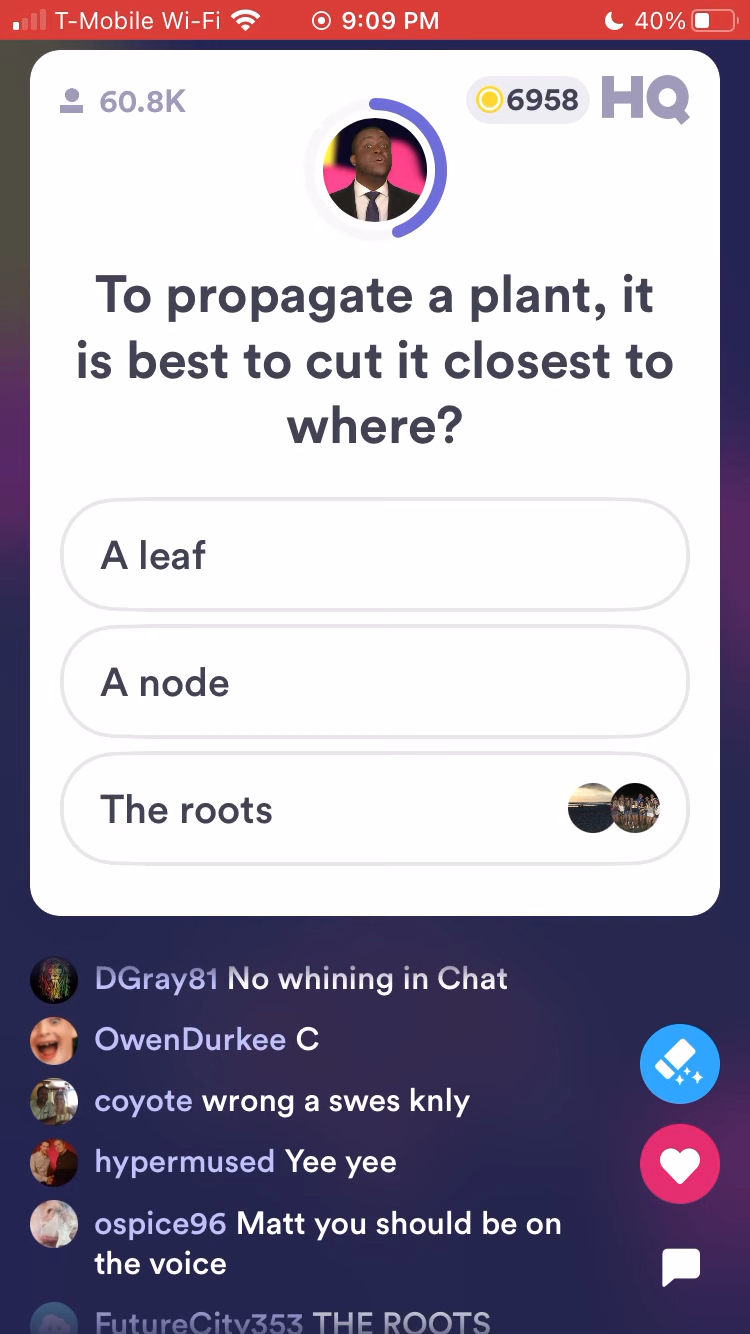 T-Mobile Wi-Fi 9:09 PM 40%
60.8K 6958 HQ
To propagate a plant, it
is best to cut it closest to
where?
A leaf
A node
The roots
DGray81 No whining in Chat
OwenDurkee C
coyote wrong a swes knly
hypermused Yee yee
ospice96 Matt you should be on
the voice
FutureCity353 THE ROOTS